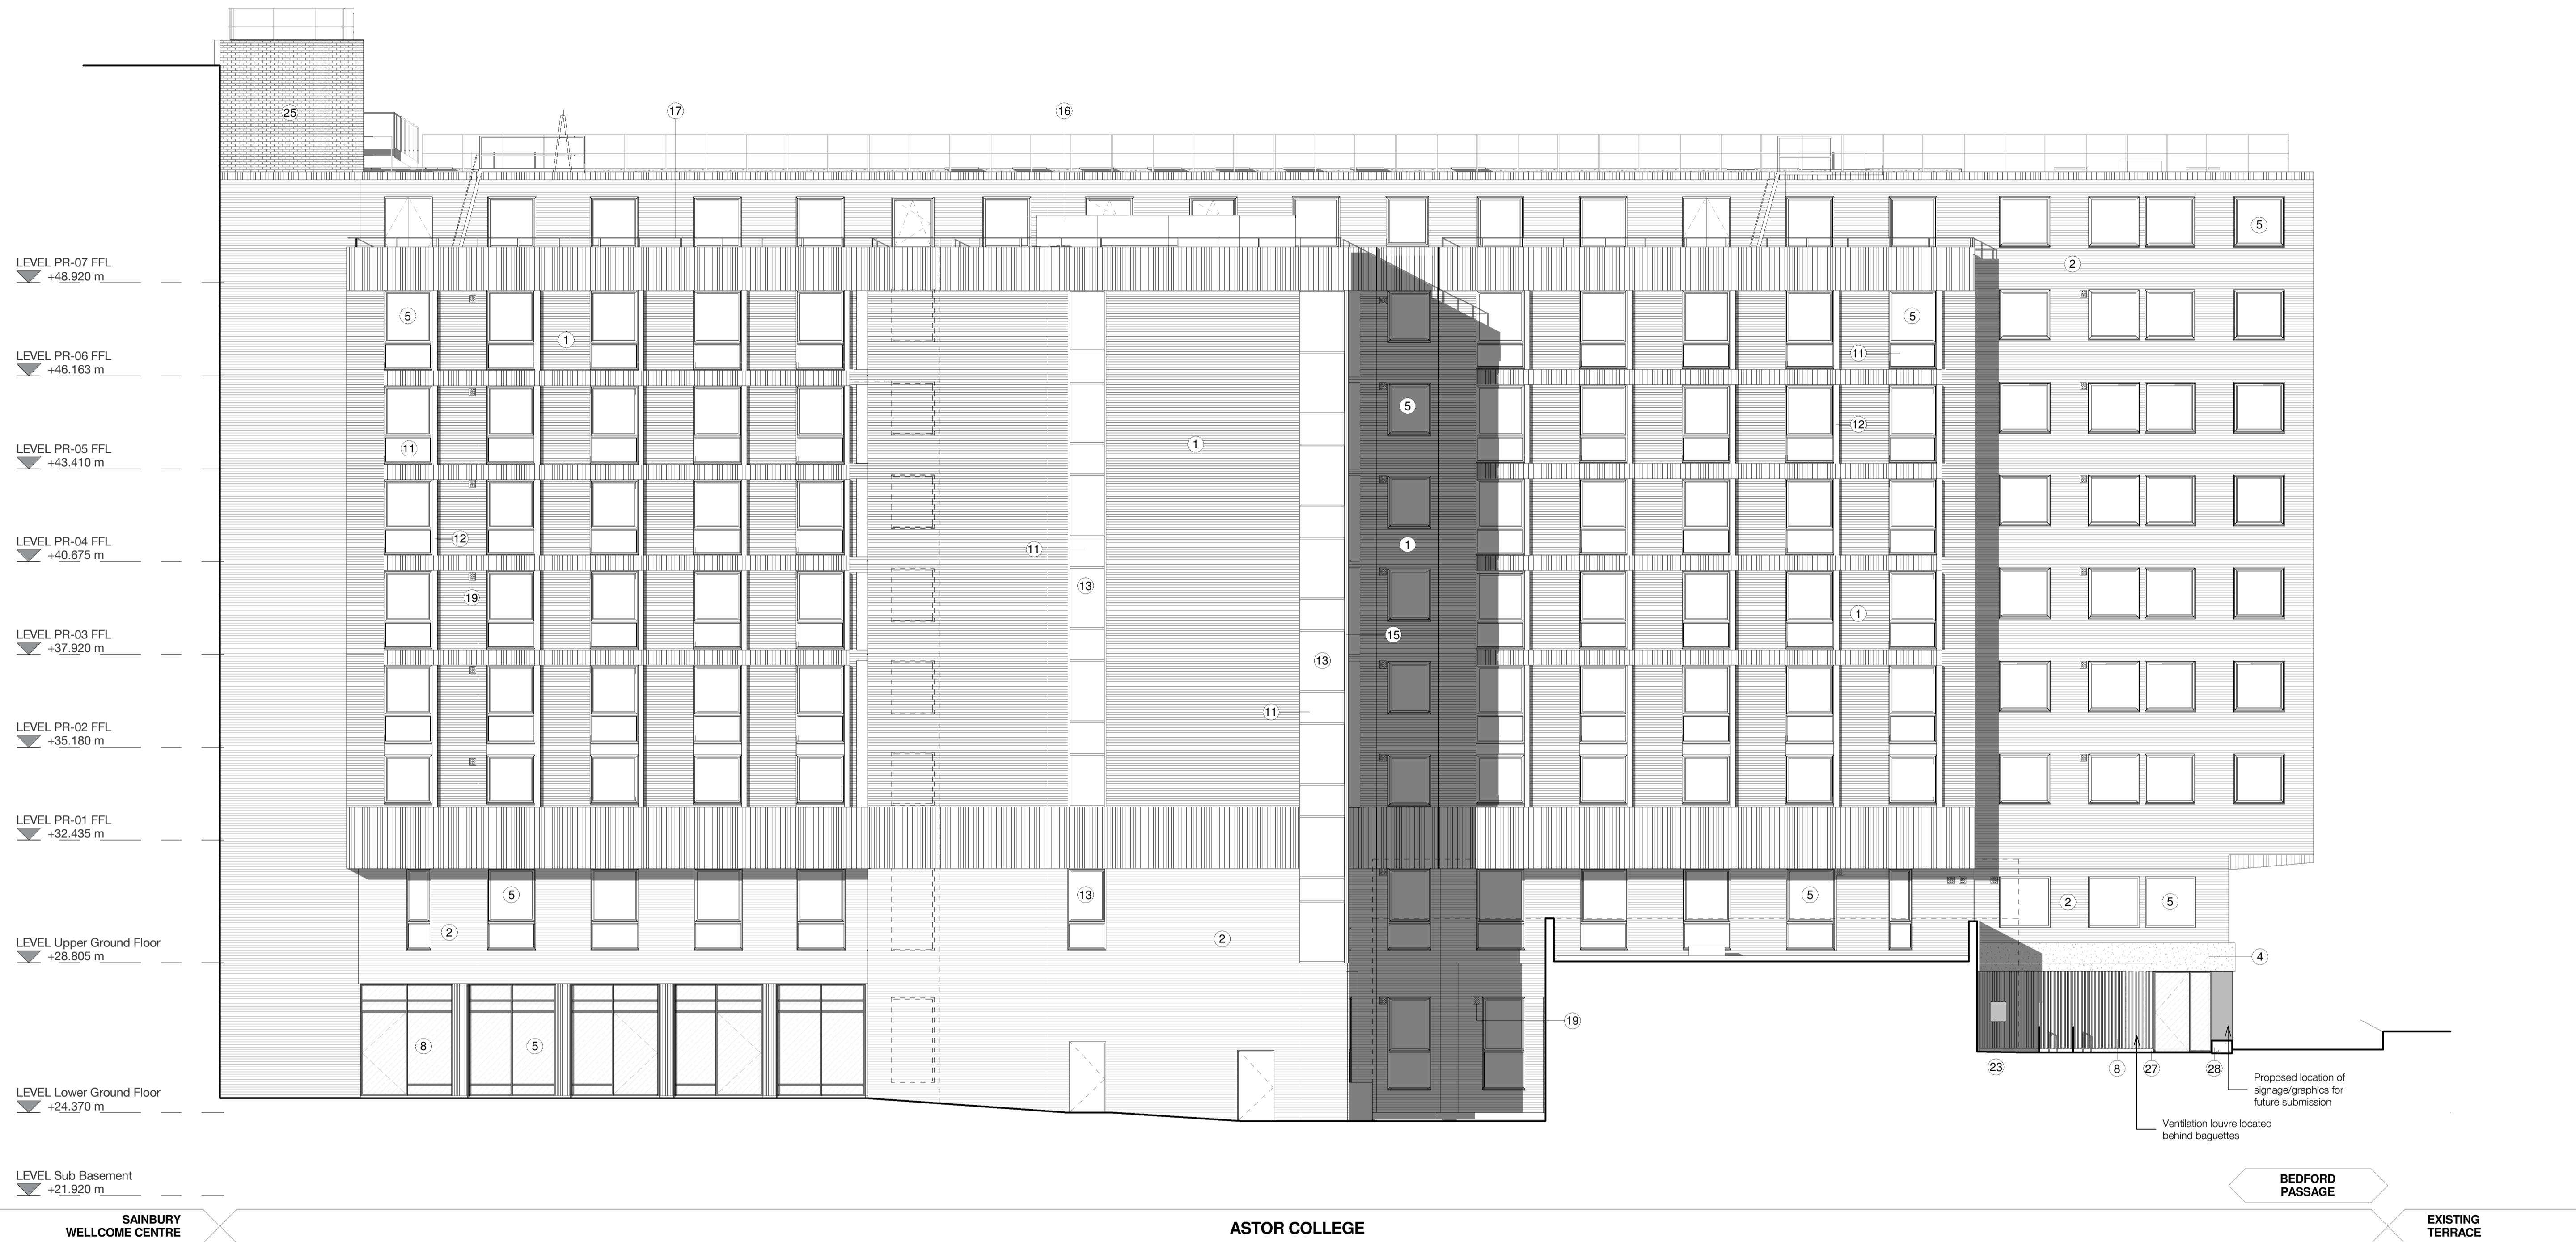 25
17
16
5
2
LEVEL PR-07 FFL
+48.920 m
5
1
5
11
LEVEL PR-06 FFL
+46.163 m
5
12
1
11
LEVEL PR-05 FFL
+43.410 m
12
11
1
LEVEL PR-04 FFL
+40.675 m
13
19
1
LEVEL PR-03 FFL
+37.920 m
15
13
11
LEVEL PR-02 FFL
+35.180 m
LEVEL PR-01 FFL
+32.435 m
5
13
5
2
5
2
2
LEVEL Upper Ground Floor
+28.805 m
4
19
8
5
23
8
27
28
LEVEL Lower Ground Floor
+24.370 m
Proposed location of
signage/graphics for
future submission
Ventilation louvre located
behind baguettes
LEVEL Sub Basement
+21.920 m
BEDFORD
PASSAGE
SAINBURY
WELLCOME CENTRE
ASTOR COLLEGE
EXISTING
TERRACE